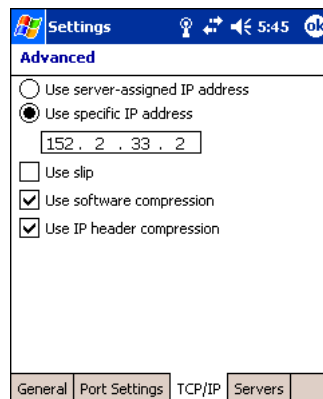 Settings 5:45 ok
Advanced
Use server-assigned IP address
Use specific IP address
152 . 2 . 33 . 2
Use slip
Use software compression
Use IP header compression
General Port Settings TCP/IP Servers